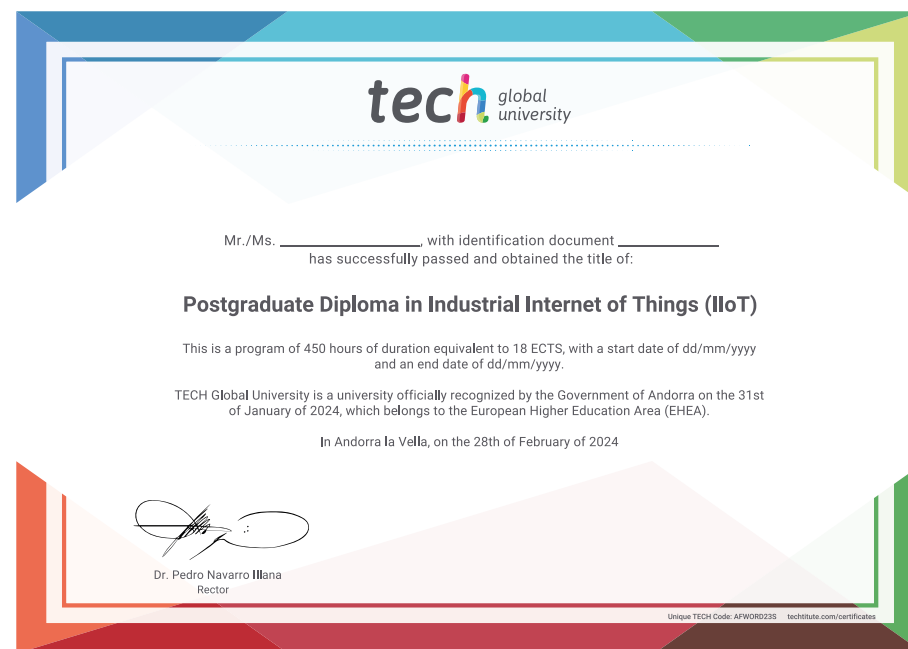 tech global university
Mr./Ms. ____________, with identification document ____________
has successfully passed and obtained the title of:
Postgraduate Diploma in Industrial Internet of Things (IIoT)
This is a program of 450 hours of duration equivalent to 18 ECTS, with a start date of dd/mm/yyyy
and an end date of dd/mm/yyyy.
TECH Global University is a university officially recognized by the Government of Andorra on the 31st
of January of 2024, which belongs to the European Higher Education Area (EHEA).
In Andorra la Vella, on the 28th of February of 2024
Dr. Pedro Navarro Illana
Rector
Unique TECH Code: AFWORD23S techtitute.com/certificates